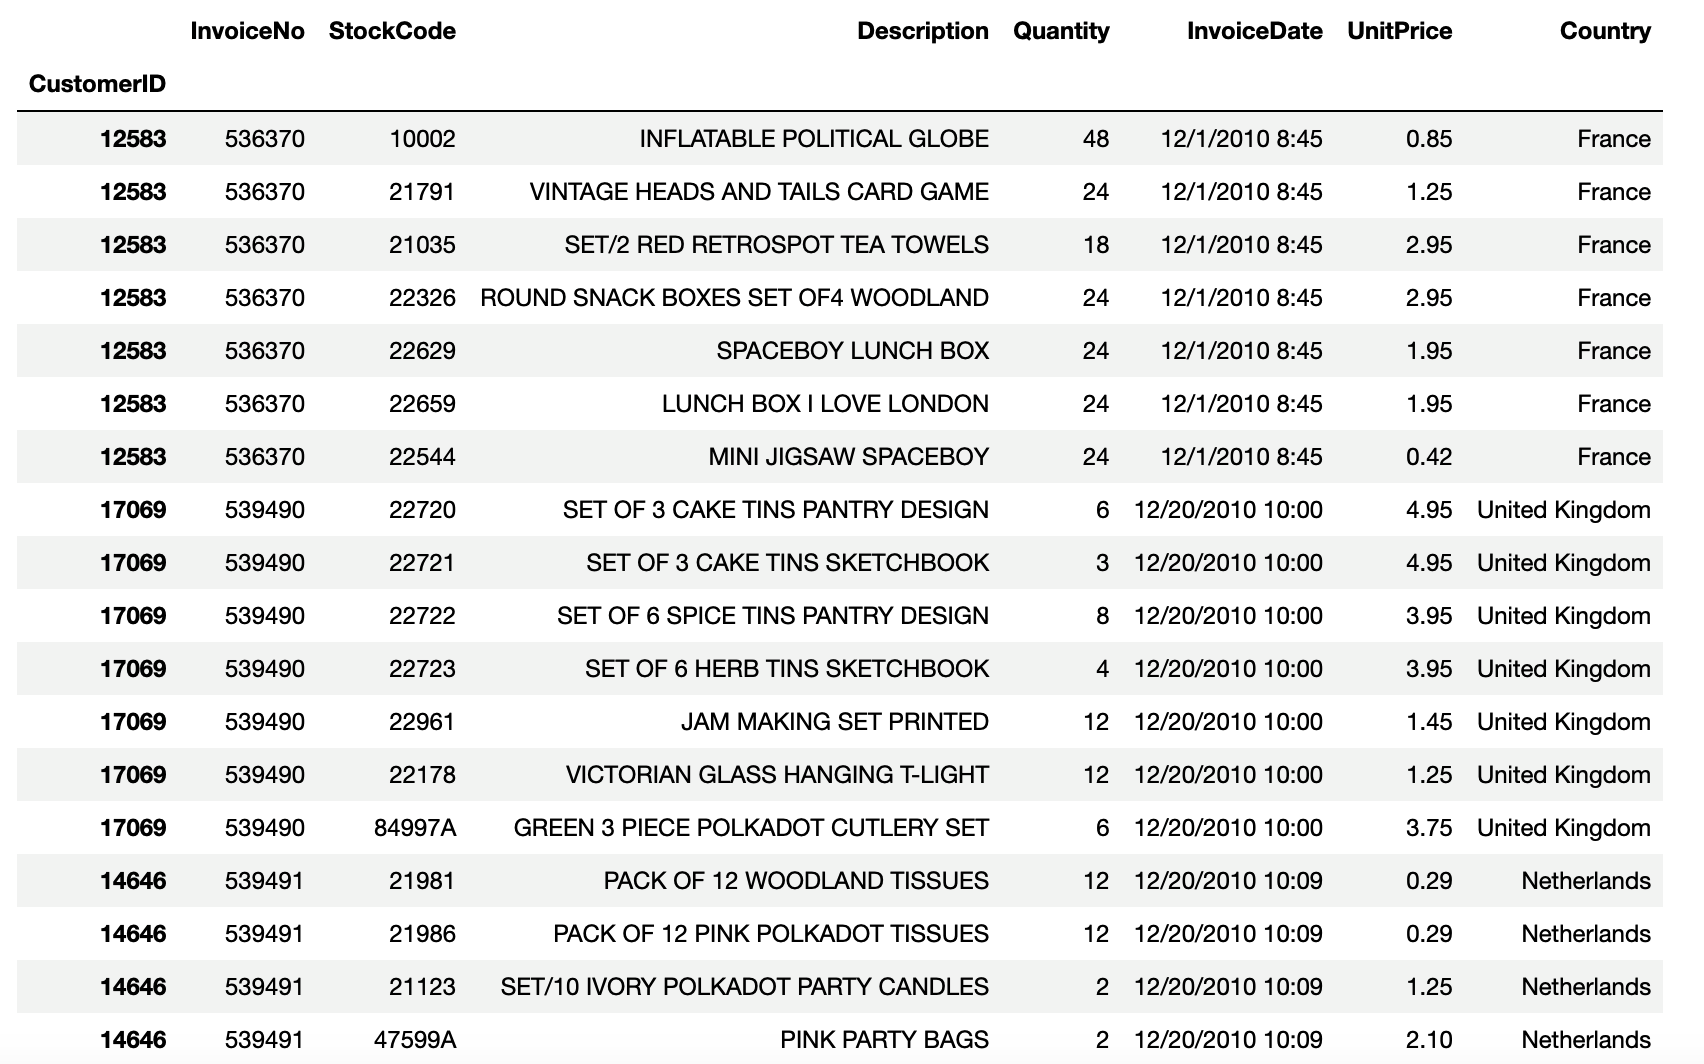 InvoiceNo StockCode Description Quantity InvoiceDate UnitPrice Country
CustomerID
12583 536370 10002 INFLATABLE POLITICAL GLOBE 48 12/1/2010 8:45 0.85 France
12583 536370 21791 VINTAGE HEADS AND TAILS CARD GAME 24 12/1/2010 8:45 1.25 France
12583 536370 21035 SET/2 RED RETROSPOT TEA TOWELS 18 12/1/2010 8:45 2.95 France
12583 536370 22326 ROUND SNACK BOXES SET OF4 WOODLAND 24 12/1/2010 8:45 2.95 France
12583 536370 22629 SPACEBOY LUNCH BOX 24 12/1/2010 8:45 1.95 France
12583 536370 22659 LUNCH BOX I LOVE LONDON 24 12/1/2010 8:45 1.95 France
12583 536370 22544 MINI JIGSAW SPACEBOY 24 12/1/2010 8:45 0.42 France
17069 539490 22720 SET OF 3 CAKE TINS PANTRY DESIGN 6 12/20/2010 10:00 4.95 United Kingdom
17069 539490 22721 SET OF 3 CAKE TINS SKETCHBOOK 3 12/20/2010 10:00 4.95 United Kingdom
17069 539490 22722 SET OF 6 SPICE TINS PANTRY DESIGN 8 12/20/2010 10:00 3.95 United Kingdom
17069 539490 22723 SET OF 6 HERB TINS SKETCHBOOK 4 12/20/2010 10:00 3.95 United Kingdom
17069 539490 22961 JAM MAKING SET PRINTED 12 12/20/2010 10:00 1.45 United Kingdom
17069 539490 22178 VICTORIAN GLASS HANGING T-LIGHT 12 12/20/2010 10:00 1.25 United Kingdom
17069 539490 84997A GREEN 3 PIECE POLKADOT CUTLERY SET 6 12/20/2010 10:00 3.75 United Kingdom
14646 539491 21981 PACK OF 12 WOODLAND TISSUES 12 12/20/2010 10:09 0.29 Netherlands
14646 539491 21986 PACK OF 12 PINK POLKADOT TISSUES 12 12/20/2010 10:09 0.29 Netherlands
14646 539491 21123 SET/10 IVORY POLKADOT PARTY CANDLES 2 12/20/2010 10:09 1.25 Netherlands
14646 539491 47599A PINK PARTY BAGS 2 12/20/2010 10:09 2.10 Netherlands